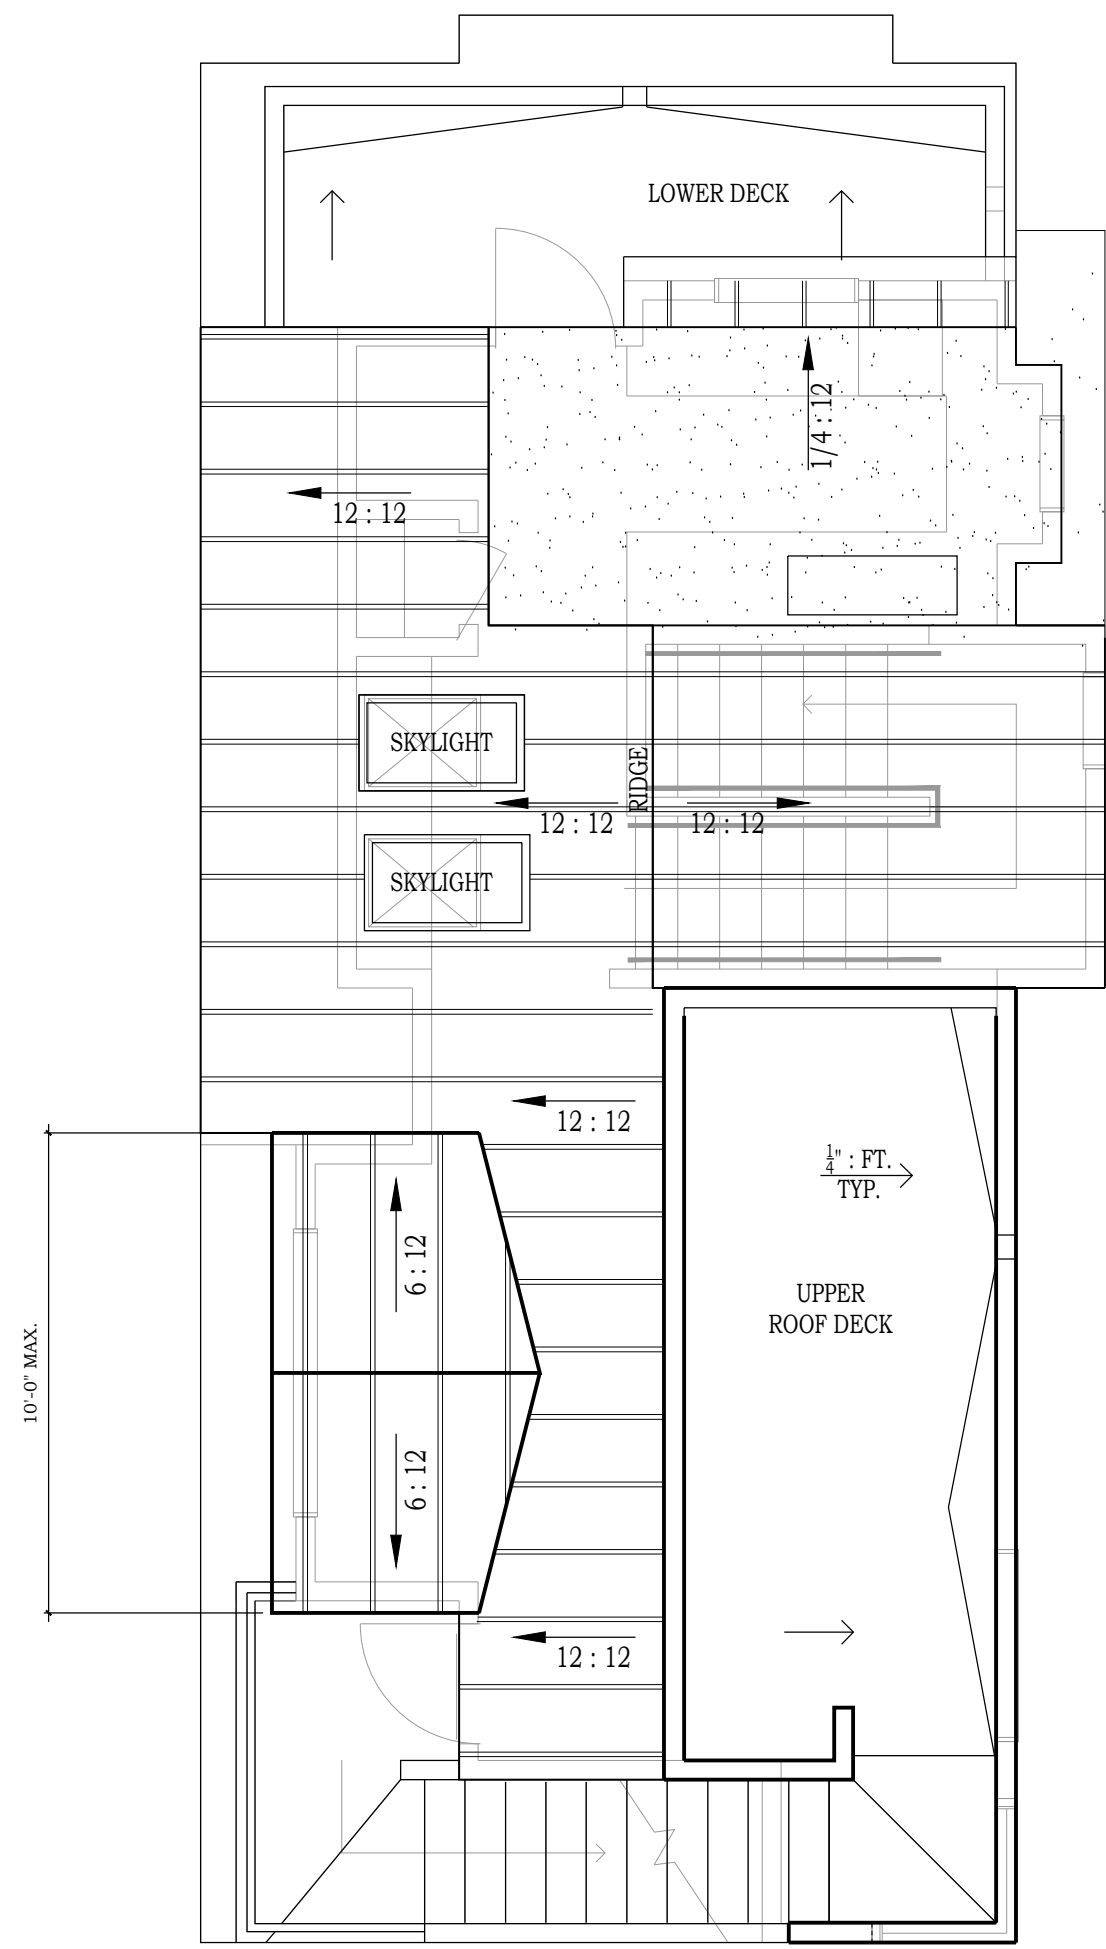 LOWER DECK
1/4 : 12
12 : 12
SKYLIGHT
RIDGE
12 : 12
12 : 12
SKYLIGHT
12 : 12
1/4" : FT.
TYP.
6 : 12
UPPER
ROOF DECK
10'-0" MAX.
6 : 12
12 : 12